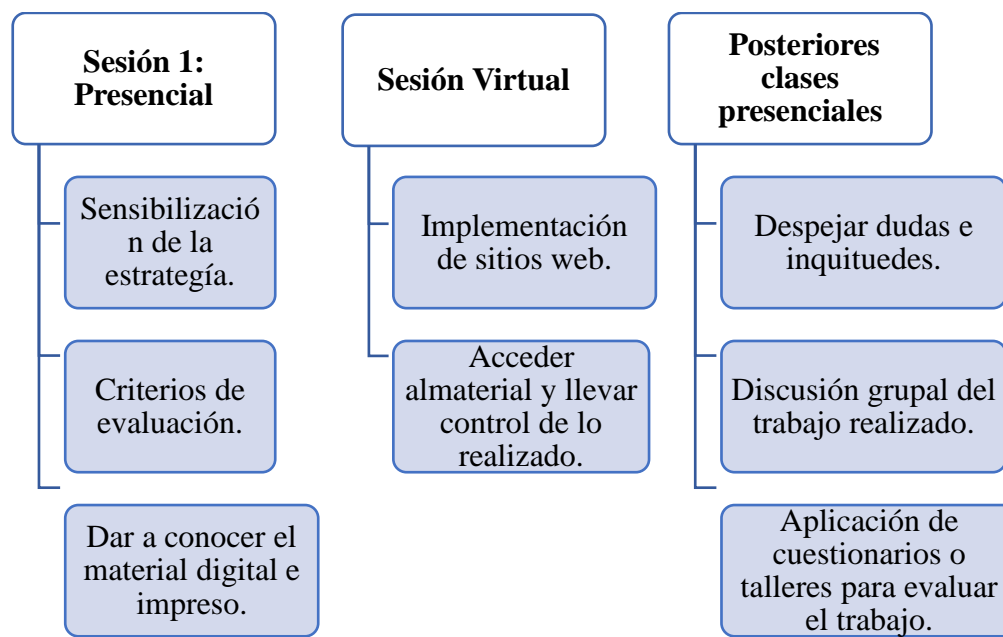 Sesión 1:
Presencial
Sensibilizació
n de la
estrategía.
Criterios de
evaluación.
Dar a conocer el
material digital e
impreso.
Sesión Virtual
Implementación
de sitios web.
Acceder
almaterial y llevar
control de lo
realizado.
Posteriores
clases
presenciales
Despejar dudas e
inquituedes.
Discusión grupal del
trabajo realizado.
Aplicación de
cuestionarios o
talleres para evaluar
el trabajo.